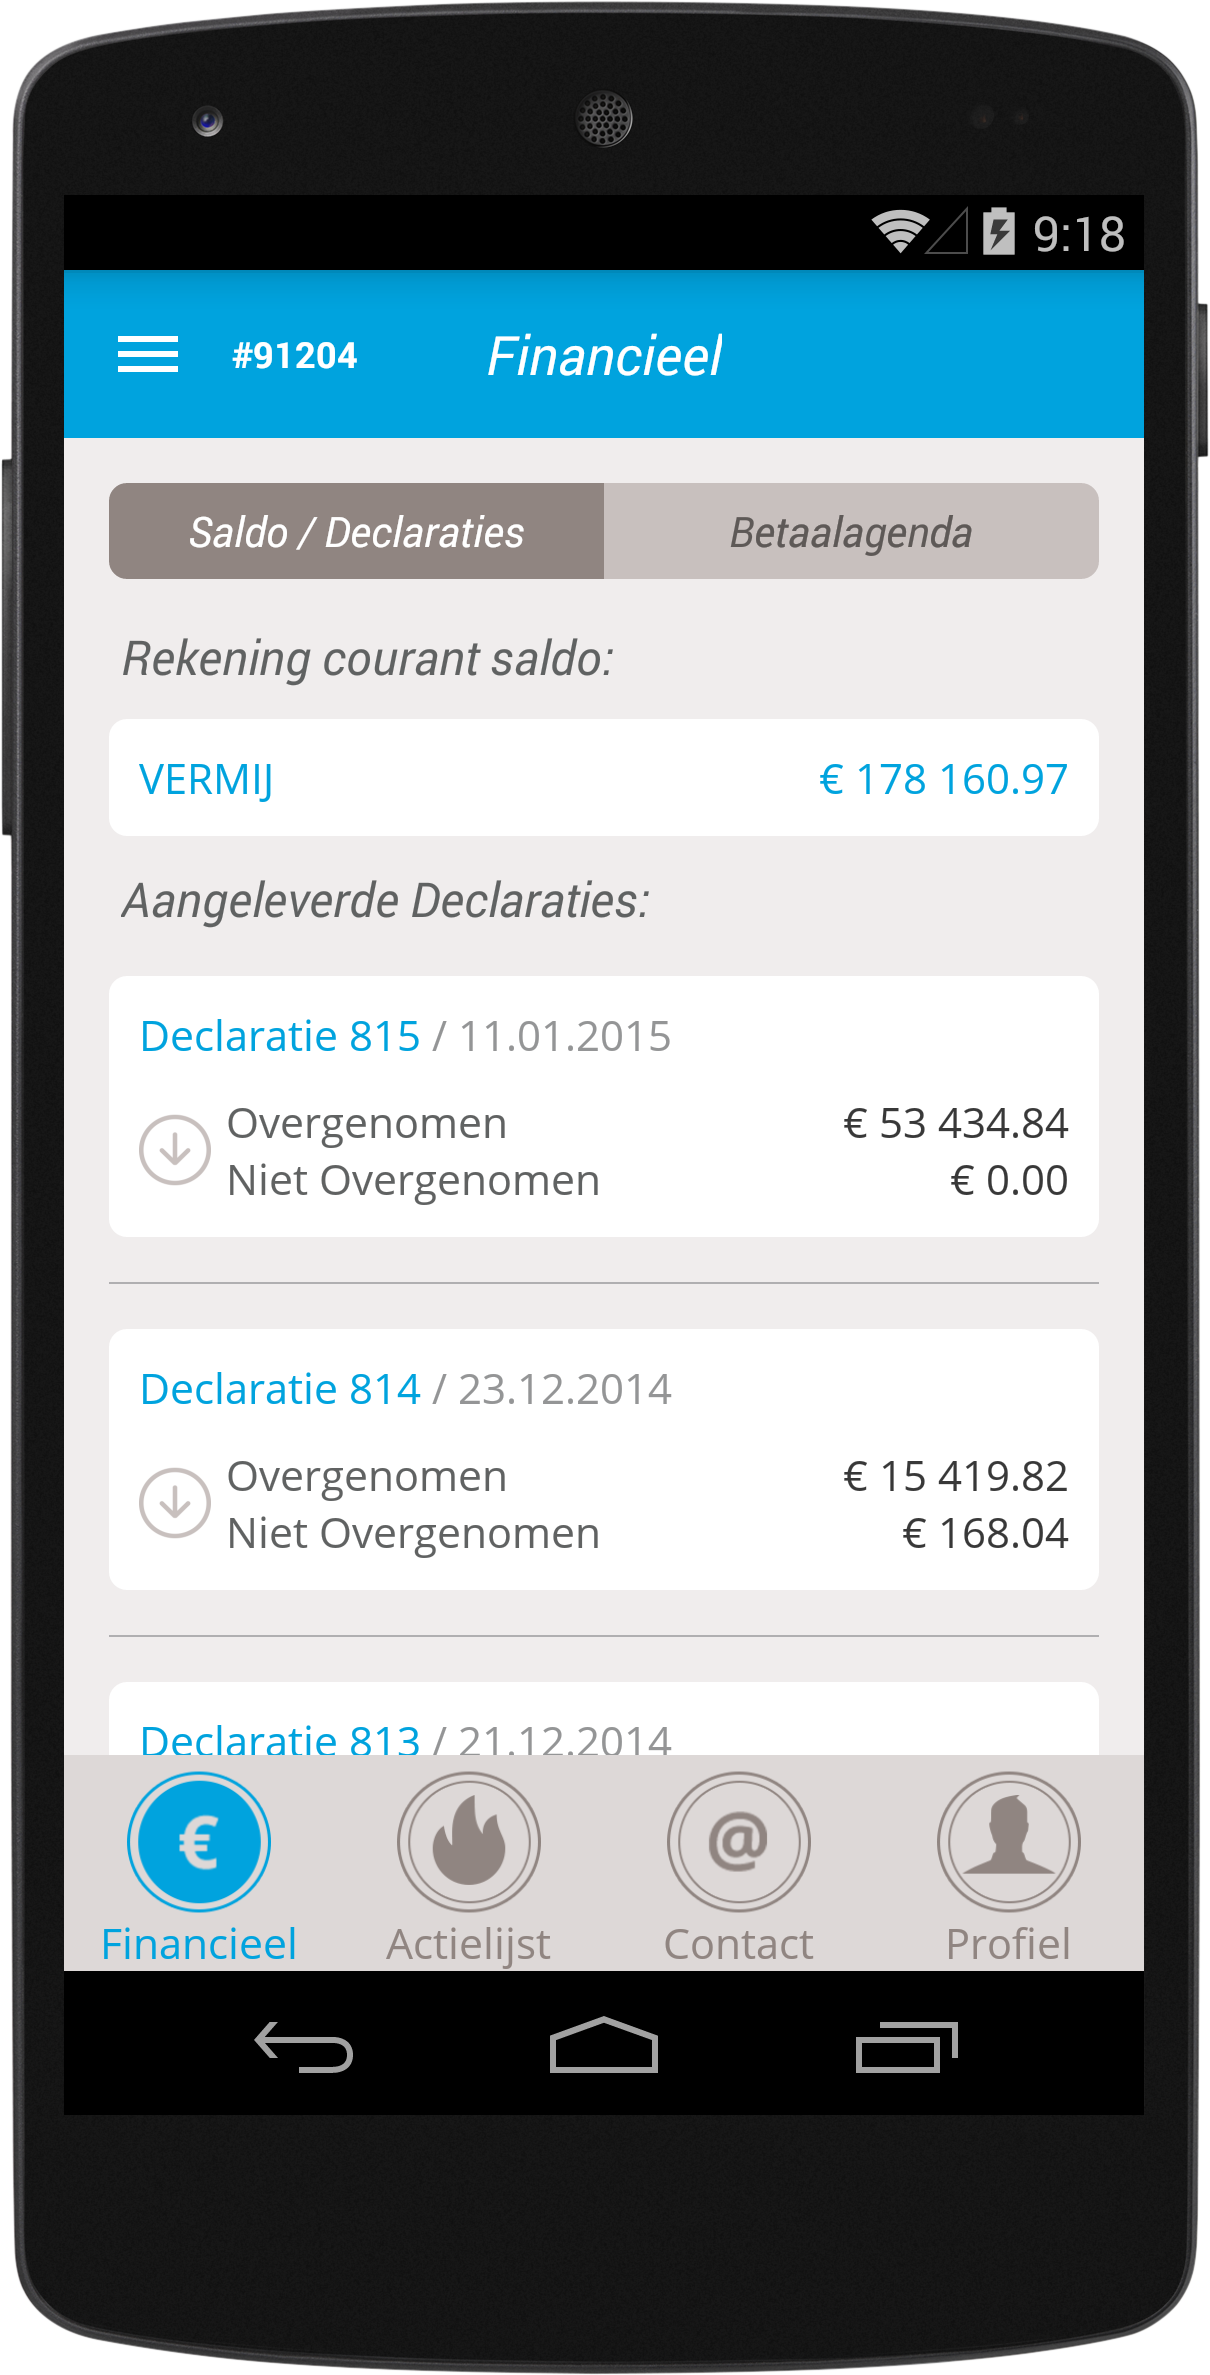 9:18
#91204 Financieel
Saldo / Declaraties Betaalagenda
Rekening courant saldo:
VERMIJ € 178 160.97
Aangeleverde Declaraties:
Declaratie 815 / 11.01.2015
Overgenomen € 53 434.84
Niet Overgenomen € 0.00
Declaratie 814 / 23.12.2014
Overgenomen € 15 419.82
Niet Overgenomen € 168.04
Declaratie 813 / 21.12.2014
€ @
Financieel Actielijst Contact Profiel